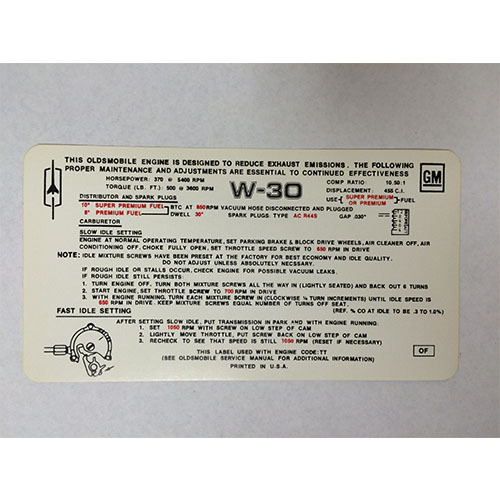 THIS OLDSMOBILE ENGINE IS DESIGNED TO REDUCE EXHAUST EMISSIONS. THE FOLLOWING
PROPER MAINTENANCE AND ADJUSTMENTS ARE ESSENTIAL TO CONTINUED EFFECTIVENESS
GM
HORSEPOWER: 370 @ 5400 RPM
TORQUE (LB. FT.): 500 @ 3600 RPM
W-30
COMP RATIO: 10.50:1
DISPLACEMENT: 455 C.I.
DISTRIBUTOR AND SPARK PLUGS
USE SUPER PREMIUM OR PREMIUM FUEL
10° SUPER PREMIUM FUEL
8° PREMIUM FUEL
BTC AT 850RPM VACUUM HOSE DISCONNECTED AND PLUGGED
DWELL 30° SPARK PLUGS: TYPE AC R44S GAP .030"
CARBURETOR
SLOW IDLE SETTING
ENGINE AT NORMAL OPERATING TEMPERATURE, SET PARKING BRAKE & BLOCK DRIVE WHEELS, AIR CLEANER OFF, AIR
CONDITIONING OFF. CHOKE FULLY OPEN, SET THROTTLE SPEED SCREW TO 650 RPM IN DRIVE
NOTE: IDLE MIXTURE SCREWS HAVE BEEN PRESET AT THE FACTORY FOR BEST ECONOMY AND IDLE QUALITY.
DO NOT ADJUST UNLESS ABSOLUTELY NECSSARY.
IF ROUGH IDLE OR STALLS OCCUR, CHECK ENGINE FOR POSSIBLE VACUUM LEAKS
IF ROUGH IDLE STILL PERSISTS:
1. TURN ENGINE OFF. TURN BOTH MIXTURE SCREWS ALL THE WAY IN (LIGHTLY SEATED) AND BACK OUT 6 TURNS
2. START ENGINE, SET THROTTLE SCREW TO 700 RPM IN DRIVE
3. WITH ENGINE RUNNING, TURN EACH MIXTURE SCREW IN (CLOCKWISE ¼ TURN INCREMENTS) UNTIL IDLE SPEED IS
650 RPM IN DRIVE. KEEP MIXTURE SCREWS EQUAL NUMBER OF TURNS OFF SEAT.
FAST IDLE SETTING
(REF. % CO AT IDLE TO BE .3 TO 1.0%)
AFTER SETTING SLOW IDLE, PUT TRANSMISSION IN PARK AND WITH ENGINE RUNNING:
1. SET 1050 RPM WITH SCREW ON LOW STEP OF CAM
2. LIGHTLY MOVE THROTTLE, PUT SCREW BACK ON LOW STEP OF CAM
3. RECHECK TO SEE THAT SPEED IS STILL 1050 RPM (RESET IF NECESSARY)
THIS LABEL USED WITH ENGINE CODE: TT
(SEE OLDSMOBILE SERVICE MANUAL FOR ADDITIONAL INFORMATION)
PRINTED IN U.S.A.
OF